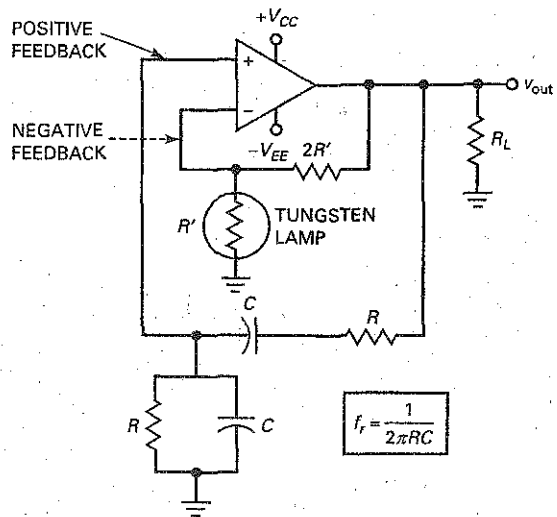 +V_CC
POSITIVE
FEEDBACK
+
−
v_out
NEGATIVE
FEEDBACK
−V_EE
2R′
R_L
R′
TUNGSTEN
LAMP
C
R
R
C
f_r = 1/2πRC